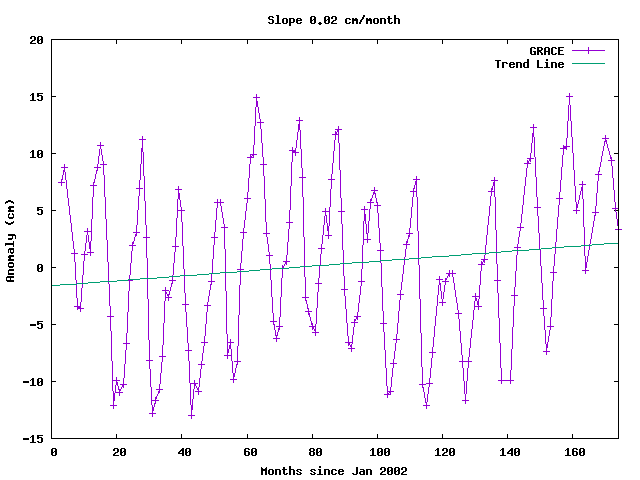 Slope 0.02 cm/month
GRACE
Trend Line
20
15
10
5
0
-5
-10
-15
Anomaly (cm)
0 20 40 60 80 100 120 140 160
Months since Jan 2002